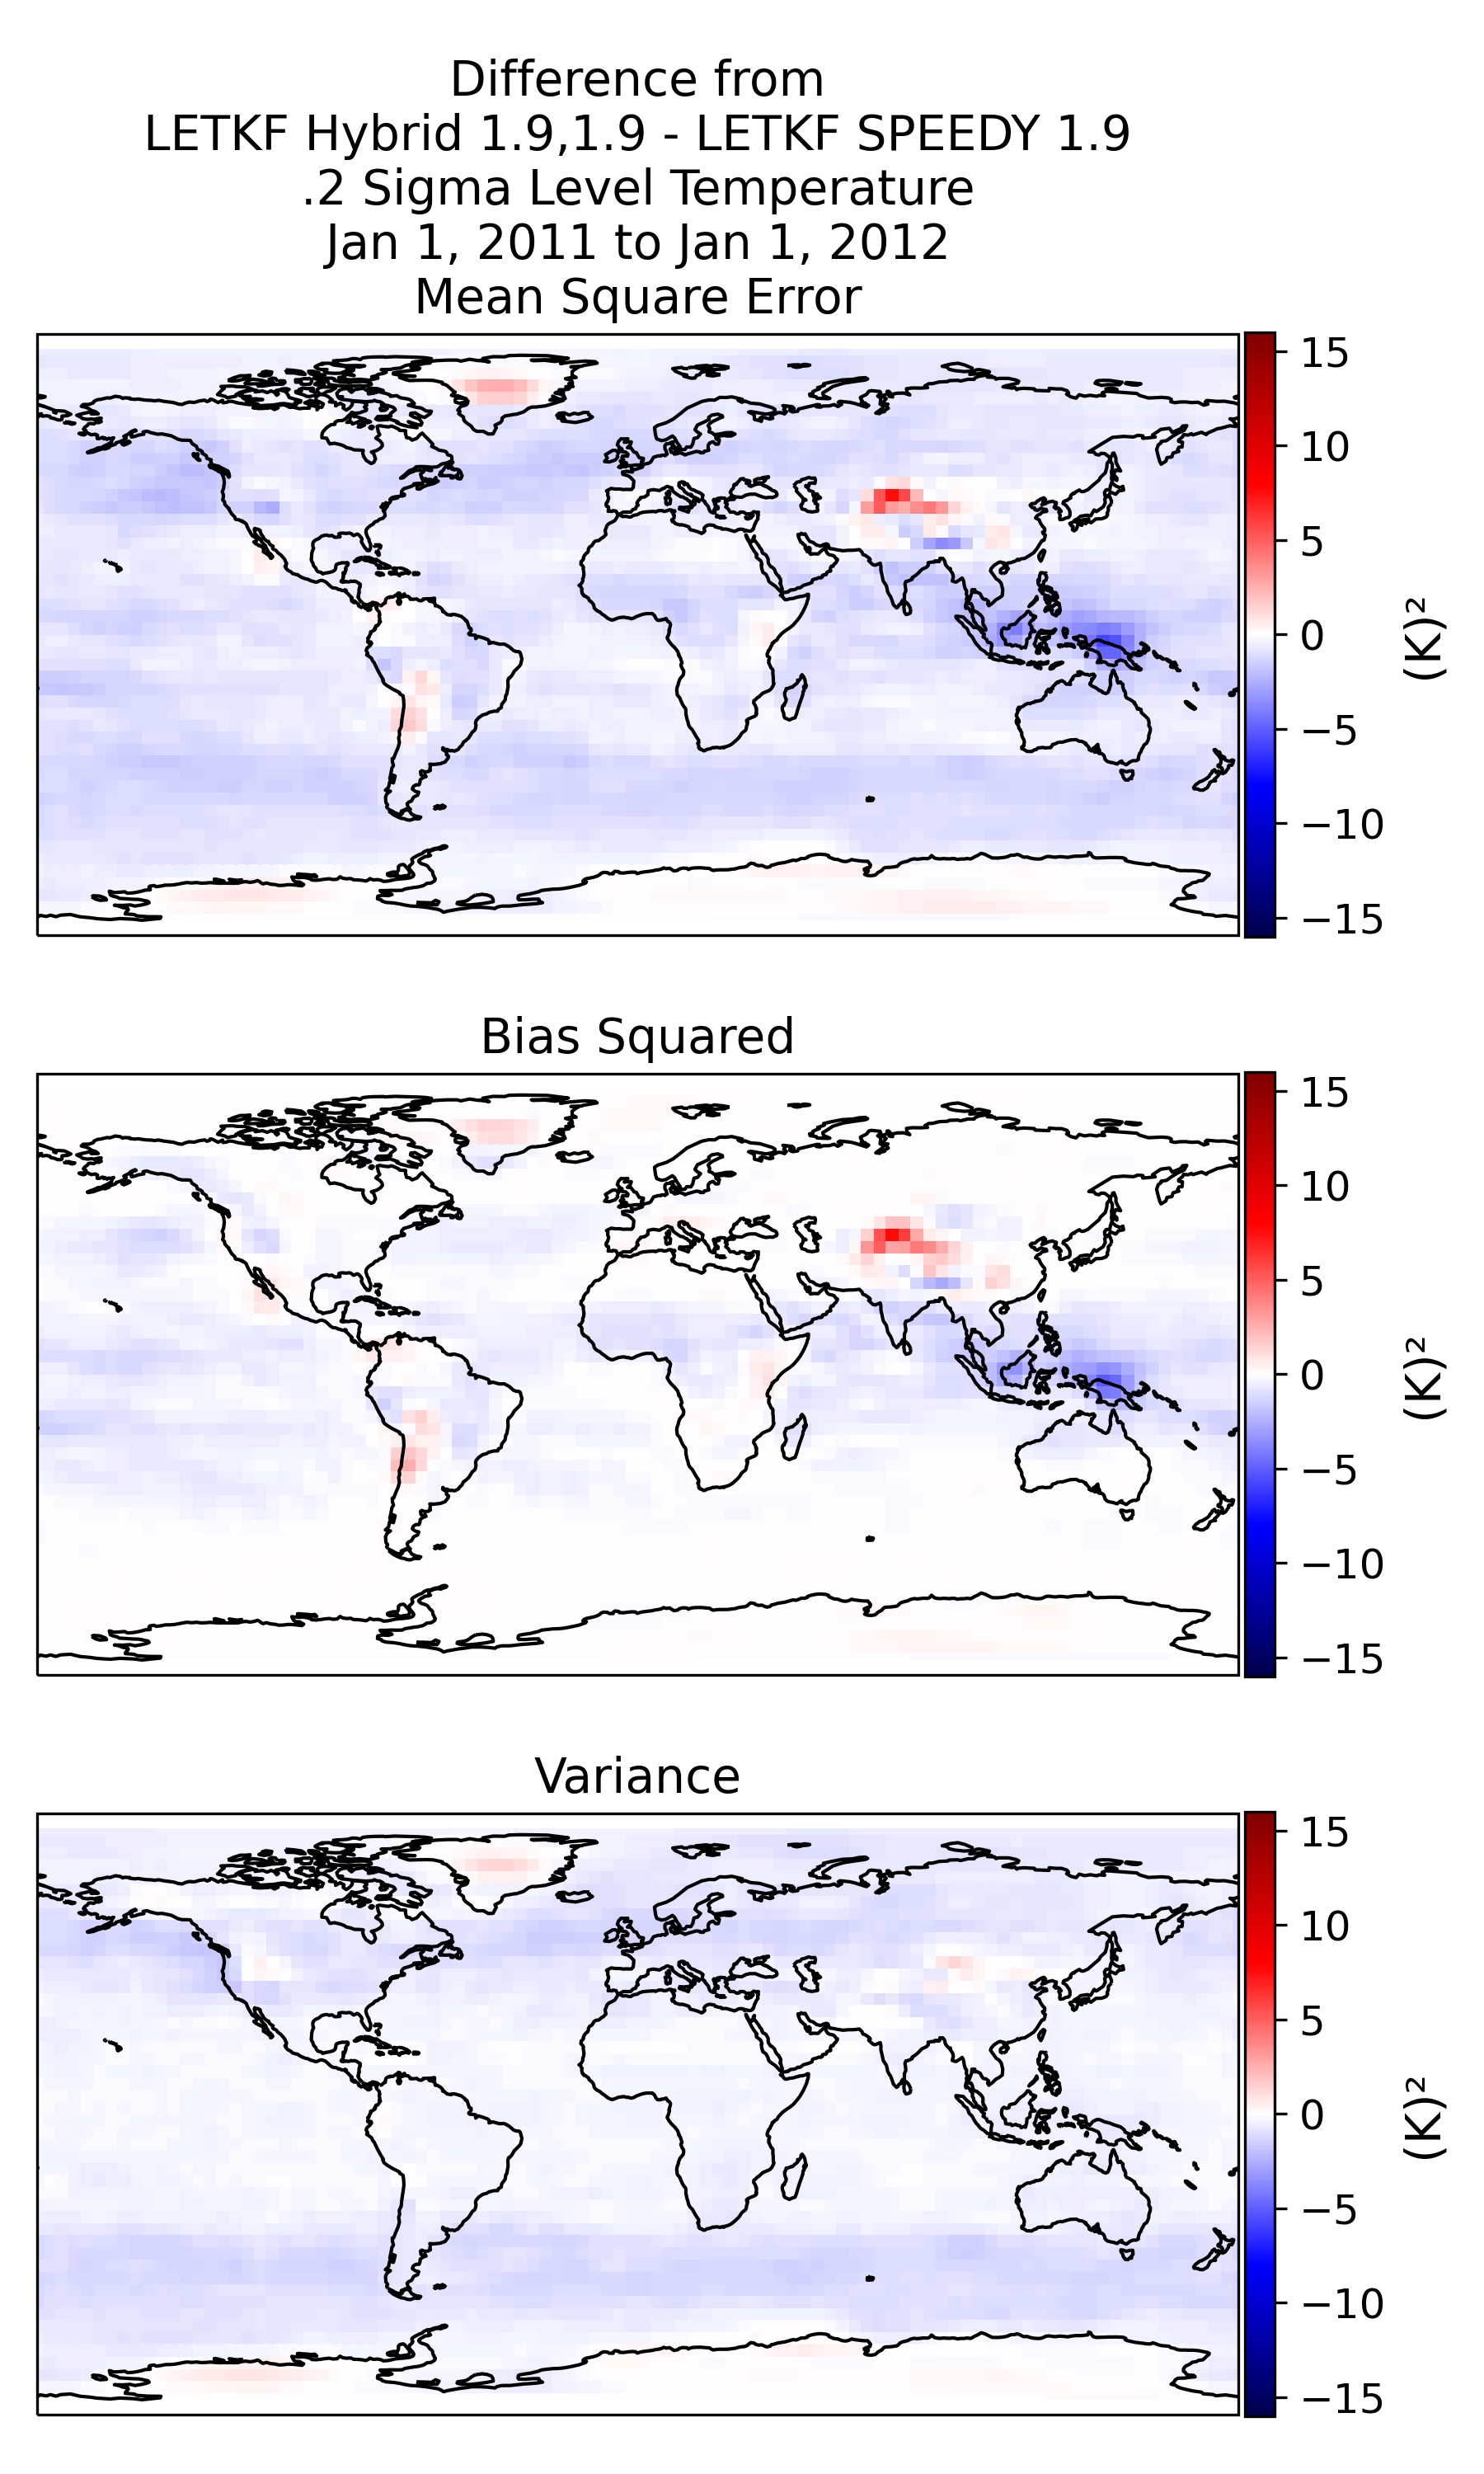 Difference from
LETKF Hybrid 1.9,1.9 - LETKF SPEEDY 1.9
.2 Sigma Level Temperature
Jan 1, 2011 to Jan 1, 2012
Mean Square Error
15
10
5
0
−5
−10
−15
(K)²
Bias Squared
15
10
5
0
−5
−10
−15
(K)²
Variance
15
10
5
0
−5
−10
−15
(K)²